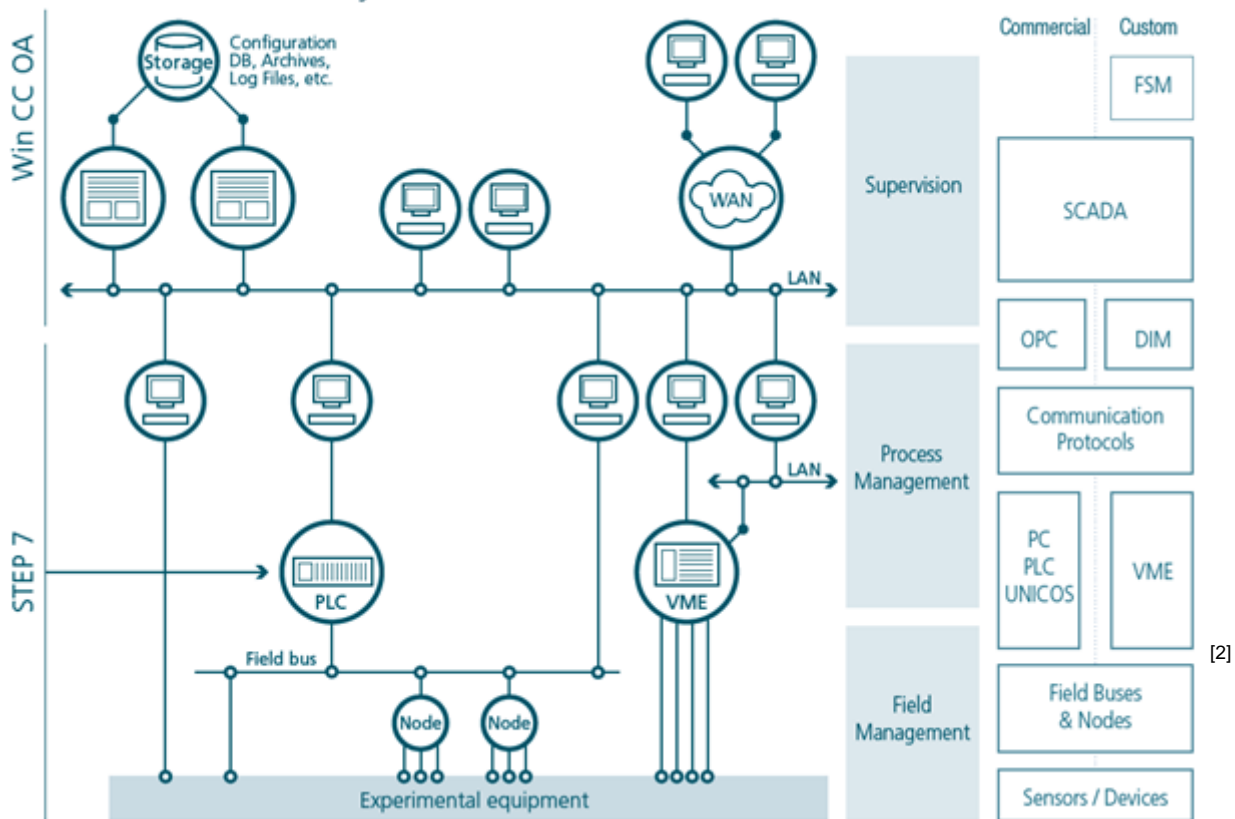 Win CC OA
Storage
Configuration
DB, Archives,
Log Files, etc.
WAN
LAN
STEP 7
LAN
PLC
VME
Field bus
Node
Node
Experimental equipment
Supervision
Process
Management
Field
Management
Commercial
Custom
FSM
SCADA
OPC
DIM
Communication
Protocols
PC
PLC
UNICOS
VME
Field Buses
& Nodes
Sensors / Devices
[2]